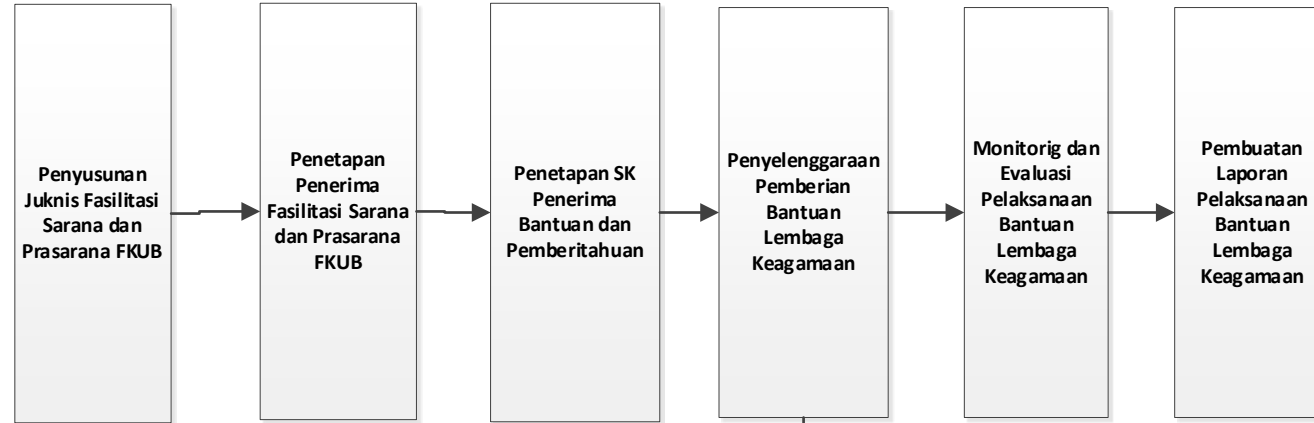 Penyusunan
Juknis Fasilitasi
Sarana dan
Prasarana FKUB
Penetapan
Penerima
Fasilitasi Sarana
dan Prasarana
FKUB
Penetapan SK
Penerima
Bantuan dan
Pemberitahuan
Penyelenggaraan
Pemberian
Bantuan
Lembaga
Keagamaan
Monitorig dan
Evaluasi
Pelaksanaan
Bantuan
Lembaga
Keagamaan
Pembuatan
Laporan
Pelaksanaan
Bantuan
Lembaga
Keagamaan